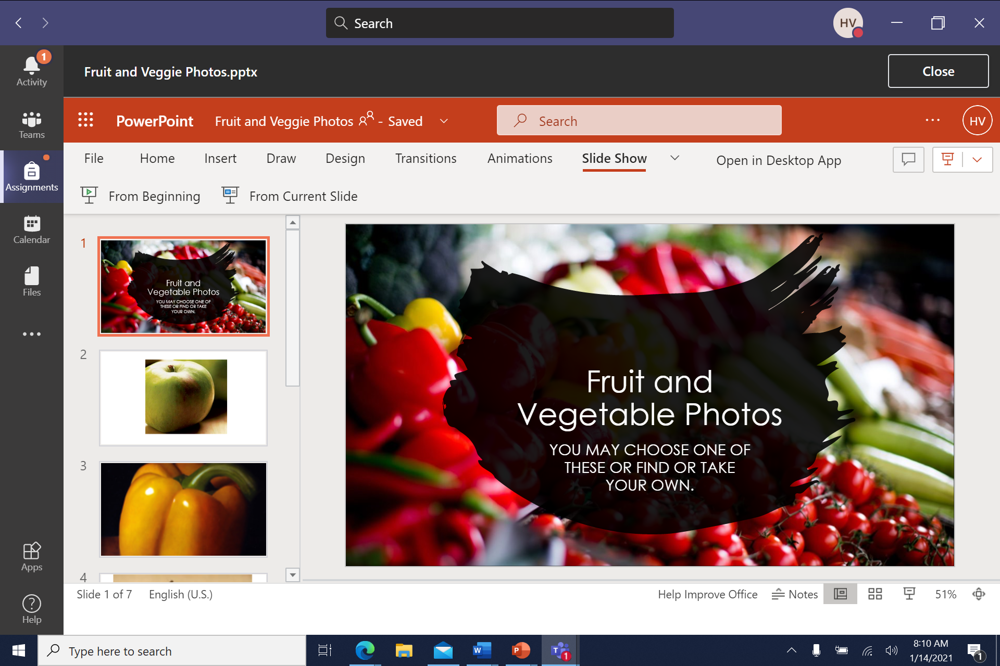 Search
HV
1
Activity
Fruit and Veggie Photos.pptx
Close
Teams
PowerPoint
Fruit and Veggie Photos - Saved
Search
HV
Assignments
File Home Insert Draw Design Transitions Animations Slide Show Open in Desktop App
From Beginning From Current Slide
Calendar
Files
Apps
Help
1
Fruit and
Vegetable Photos
YOU MAY CHOOSE ONE OF
THESE OR FIND OR TAKE
YOUR OWN.
2
3
4
Fruit and
Vegetable Photos
YOU MAY CHOOSE ONE OF
THESE OR FIND OR TAKE
YOUR OWN.
Slide 1 of 7 English (U.S.) Help Improve Office Notes 51%
Type here to search
W
P
T
1
8:10 AM
1/14/2021
1